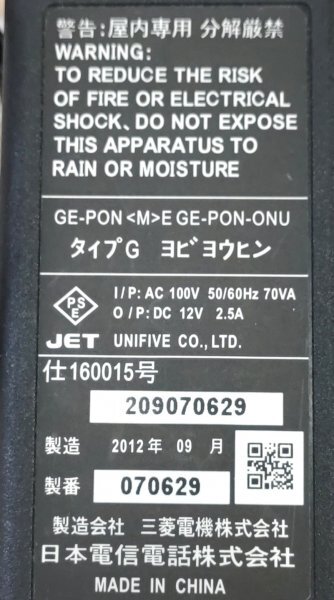 警告:屋内専用 分解厳禁
WARNING:
TO REDUCE THE RISK
OF FIRE OR ELECTRICAL
SHOCK、DO NOT EXPOSE
THIS APPARATUS TO
RAIN OR MOISTURE
GE-PON <M>E GE-PON-ONU
タイプG ヨビヨウヒン
PS
E
I/P: AC 100V 50/60Hz 70VA
O/P: DC 12V 2.5A
JET UNIFIVE CO.,LTD.
仕160015号
209070629
製造 2012年 09 月
製番 070629
製造会社 三菱電機株式会社
日本電信電話株式会社
MADE IN CHINA